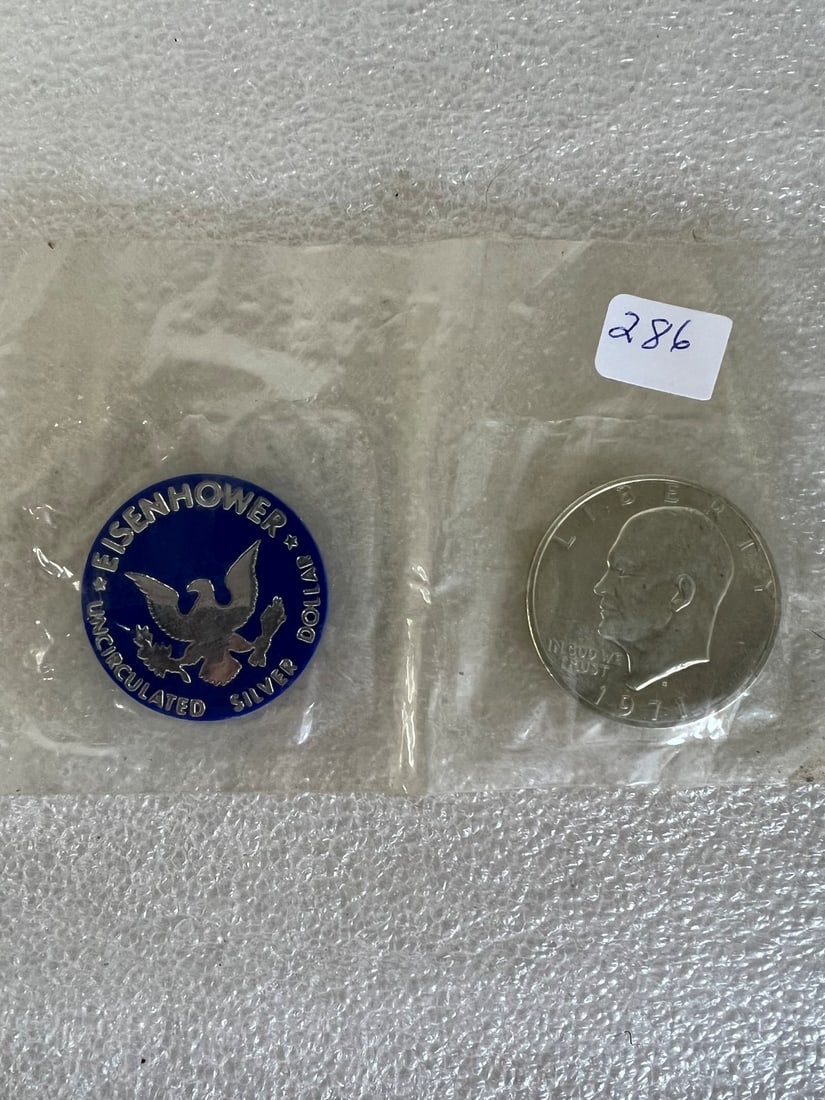 286
★ EISENHOWER ★
UNCIRCULATED SILVER DOLLAR
LIBERTY
IN GOD WE
TRUST
1971